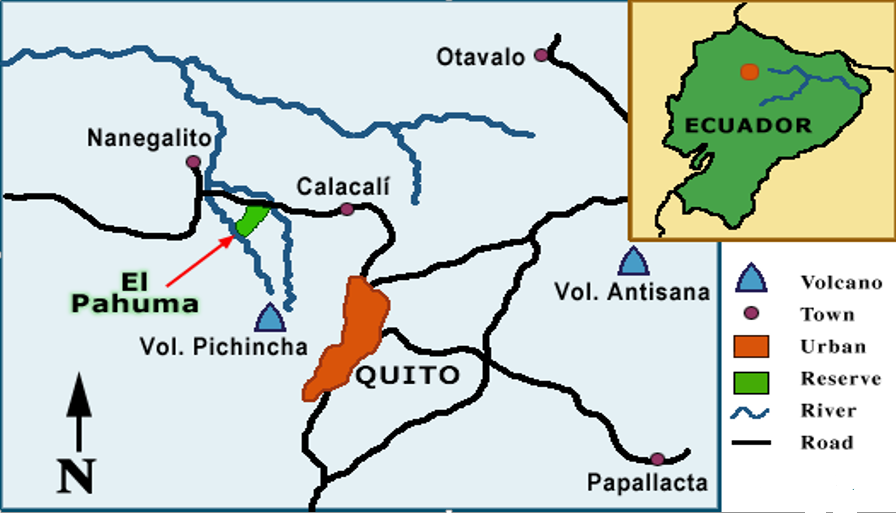 Otavalo
ECUADOR
Nanegalito
Calacalí
El
Pahuma
Vol. Pichincha
Vol. Antisana
QUITO
Papallacta
N
Volcano
Town
Urban
Reserve
River
Road